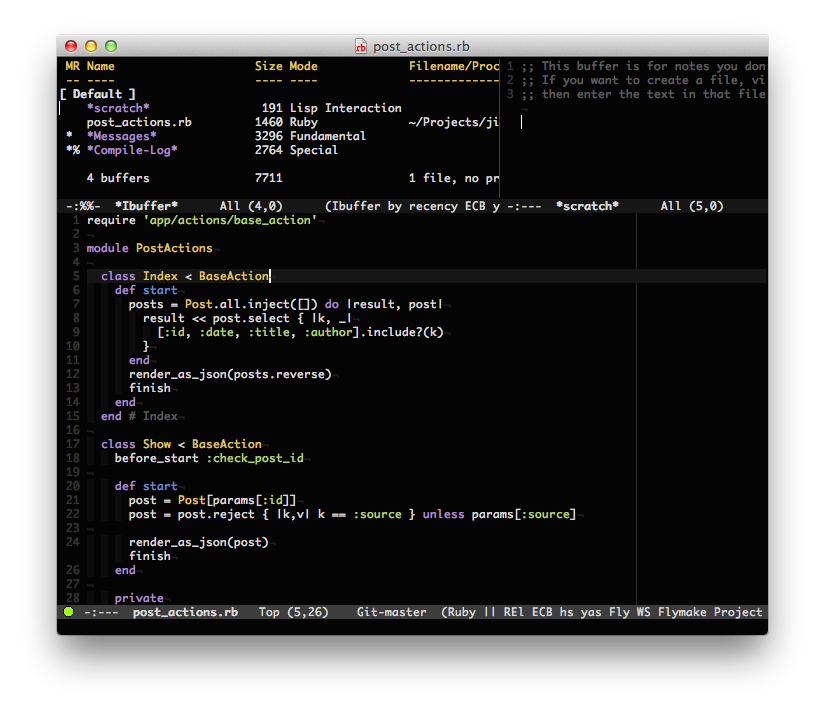 post_actions.rb
MR Name Size Mode Filename/Proc
-- ---- ---- ---- -------------
[ Default ]
*scratch* 191 Lisp Interaction
post_actions.rb 1460 Ruby ~/Projects/ji
* *Messages* 3296 Fundamental
*% *Compile-Log* 2764 Special
4 buffers 7711 1 file, no pr
-:%%- *Ibuffer* All (4,0) (Ibuffer by recency ECB y
1 ;; This buffer is for notes you don
2 ;; If you want to create a file, vi
3 ;; then enter the text in that file
-:--- *scratch* All (5,0)
1 require 'app/actions/base_action'¬
2 ¬
3 module PostActions¬
4 ¬
5 class Index < BaseAction
6 def start¬
7 posts = Post.all.inject([]) do |result, post|¬
8 result << post.select { |k, _|¬
9 [:id, :date, :title, :author].include?(k)¬
10 }¬
11 end¬
12 render_as_json(posts.reverse)¬
13 finish¬
14 end¬
15 end # Index¬
16 ¬
17 class Show < BaseAction¬
18 before_start :check_post_id¬
19 ¬
20 def start¬
21 post = Post[params[:id]]¬
22 post = post.reject { |k,v| k == :source } unless params[:source]¬
23 ¬
24 render_as_json(post)¬
finish¬
26 end¬
27 ¬
28 private¬
-:--- post_actions.rb Top (5,26) Git-master (Ruby || REl ECB hs yas Fly WS Flymake Project